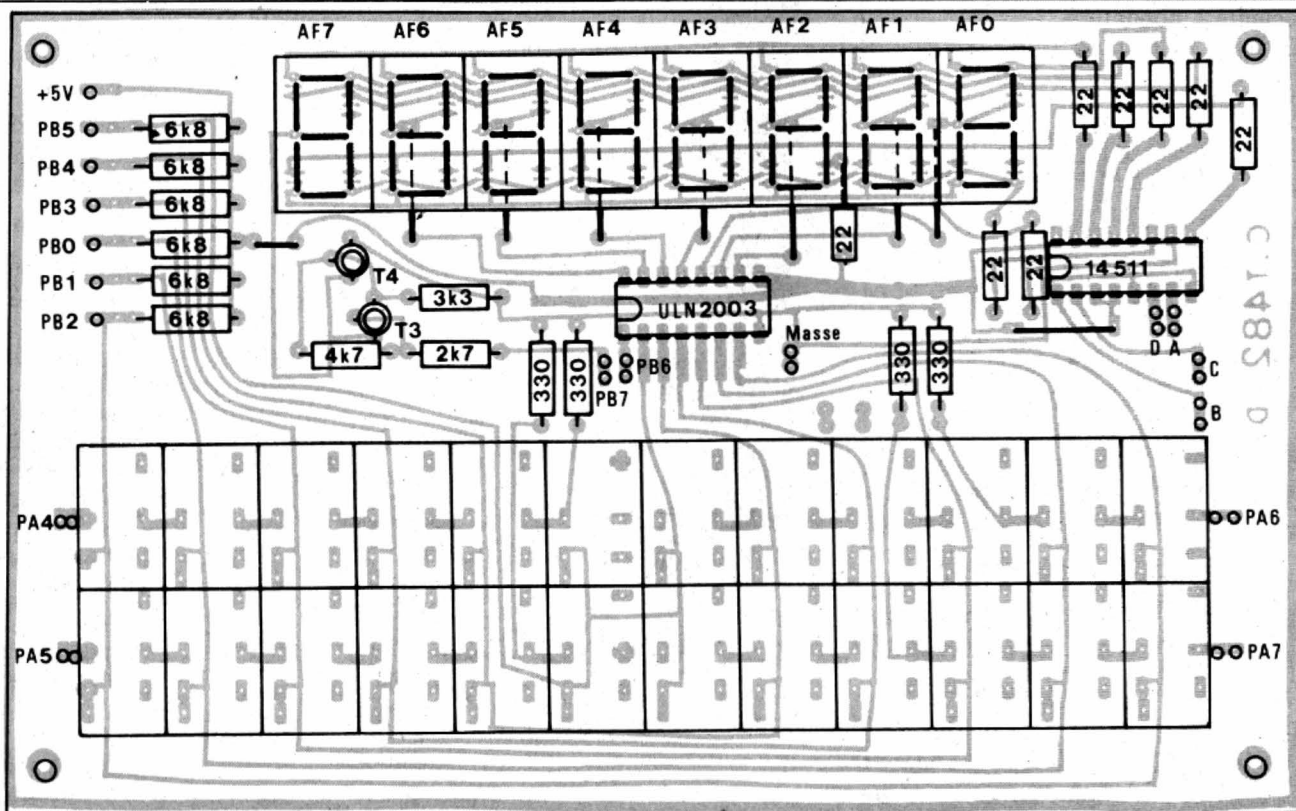 AF7 AF6 AF5 AF4 AF3 AF2 AF1 AF0
+5V
PB5 6k8
PB4 6k8
PB3 6k8
PB0 6k8
PB1 6k8
PB2 6k8
22 22 22 22 22
22 22 22
T4
T3
3k3
4k7 2k7
330 330
ULN2003
14511
PB6
PB7
Masse
330 330
D A
C
B
C1482 D
PA4 PA6
PA5 PA7